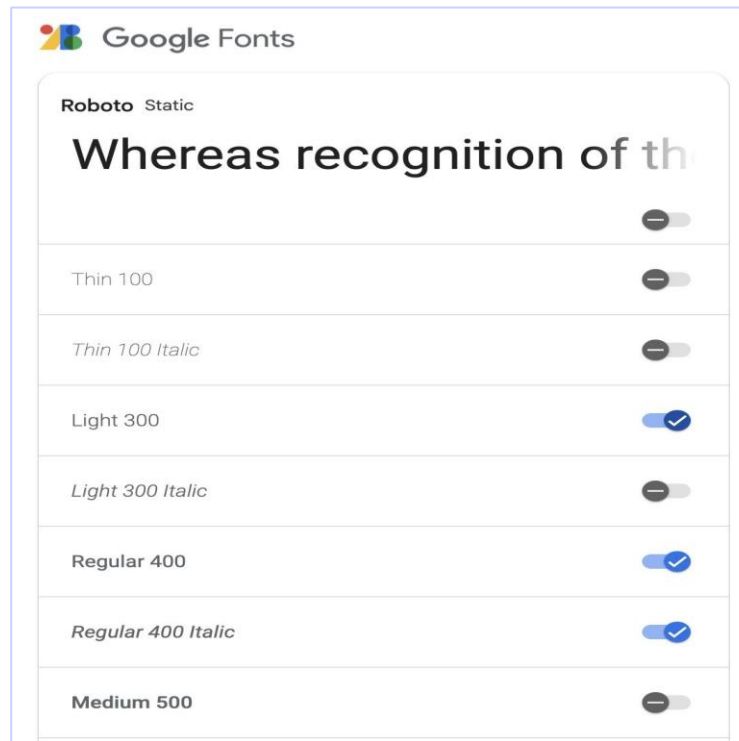 Google Fonts
Roboto Static
Whereas recognition of th
Thin 100
Thin 100 Italic
Light 300
Light 300 Italic
Regular 400
Regular 400 Italic
Medium 500